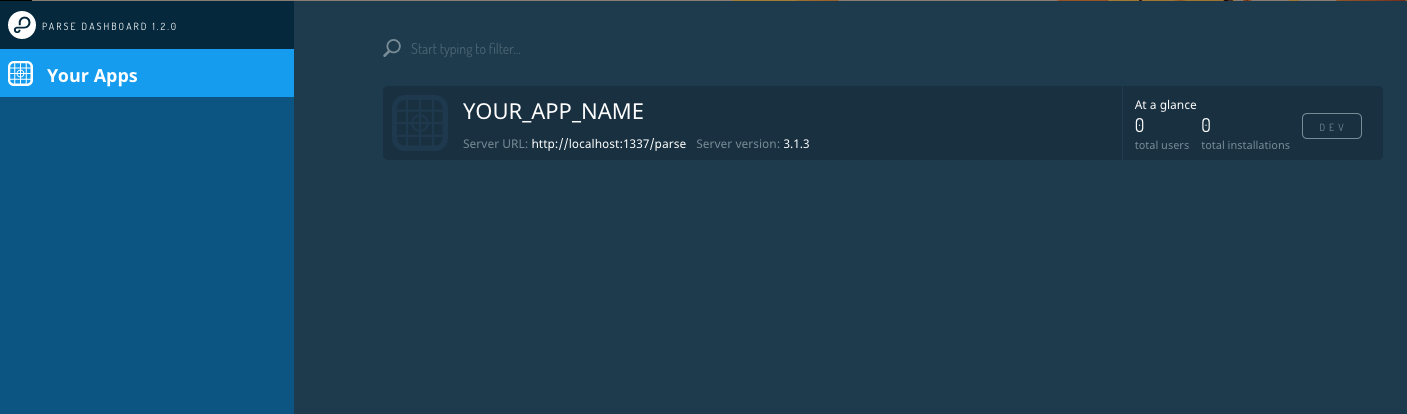 PARSE DASHBOARD 1.2.0
Your Apps
Start typing to filter...
YOUR_APP_NAME
Server URL: http://localhost:1337/parse Server version: 3.1.3
At a glance
0 0
total users total installations
DEV